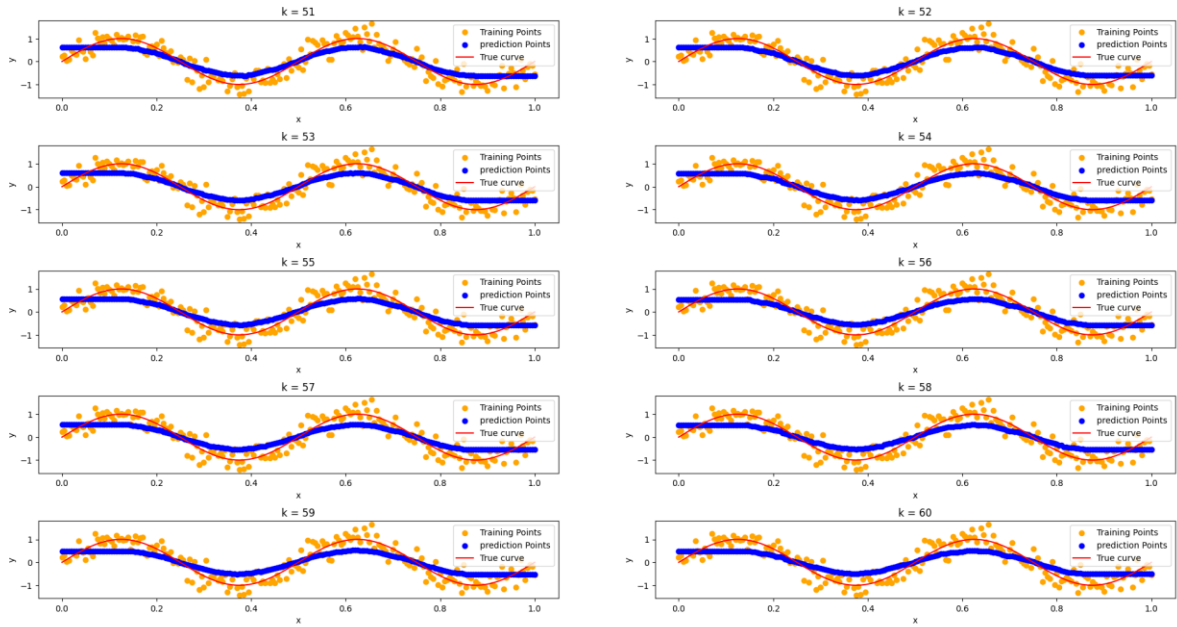 k = 51
1
0
−1
y
0.0 0.2 0.4 0.6 0.8 1.0
x
Training Points
prediction Points
True curve
k = 52
1
0
−1
y
0.0 0.2 0.4 0.6 0.8 1.0
x
Training Points
prediction Points
True curve
k = 53
1
0
−1
y
0.0 0.2 0.4 0.6 0.8 1.0
x
Training Points
prediction Points
True curve
k = 54
1
0
−1
y
0.0 0.2 0.4 0.6 0.8 1.0
x
Training Points
prediction Points
True curve
k = 55
1
0
−1
y
0.0 0.2 0.4 0.6 0.8 1.0
x
Training Points
prediction Points
True curve
k = 56
1
0
−1
y
0.0 0.2 0.4 0.6 0.8 1.0
x
Training Points
prediction Points
True curve
k = 57
1
0
−1
y
0.0 0.2 0.4 0.6 0.8 1.0
x
Training Points
prediction Points
True curve
k = 58
1
0
−1
y
0.0 0.2 0.4 0.6 0.8 1.0
x
Training Points
prediction Points
True curve
k = 59
1
0
−1
y
0.0 0.2 0.4 0.6 0.8 1.0
x
Training Points
prediction Points
True curve
k = 60
1
0
−1
y
0.0 0.2 0.4 0.6 0.8 1.0
x
Training Points
prediction Points
True curve